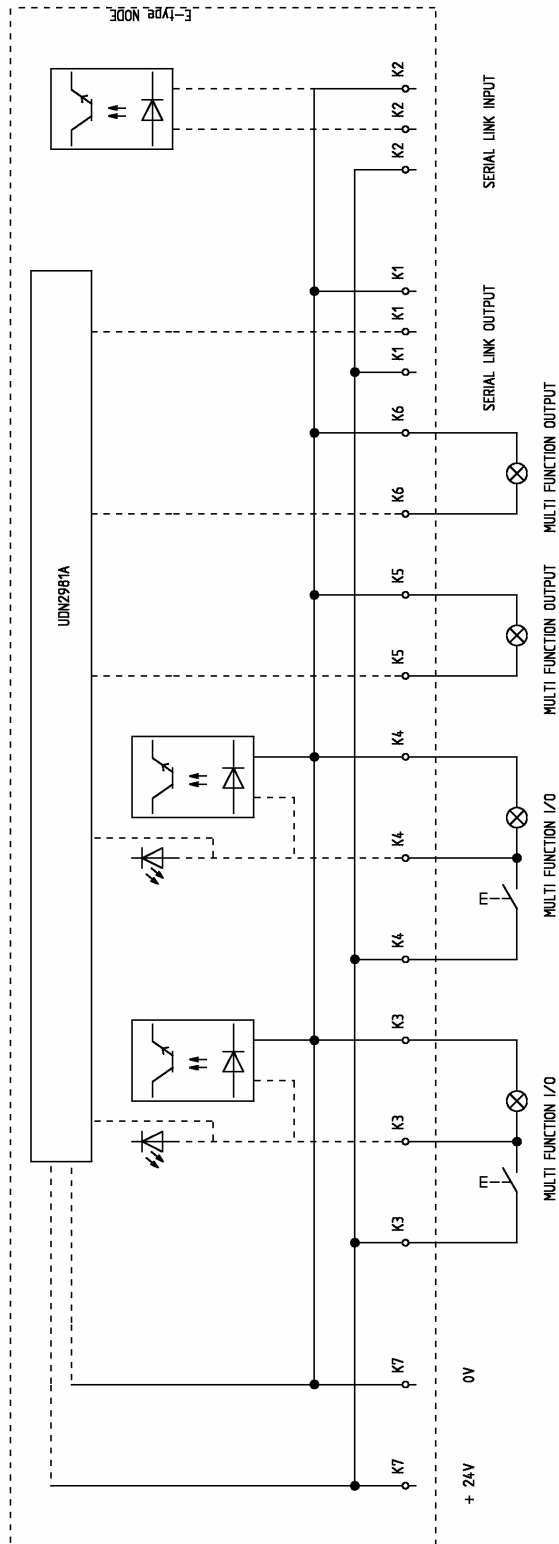 E-type NODE
K2
K2
K2
SERIAL LINK INPUT
K1
K1
K1
SERIAL LINK OUTPUT
K6
K6
MULTI FUNCTION OUTPUT
UDN2981A
K5
K5
MULTI FUNCTION OUTPUT
K4
K4
K4
MULTI FUNCTION I/O
K3
K3
K3
MULTI FUNCTION I/O
K7
0V
K7
+ 24V